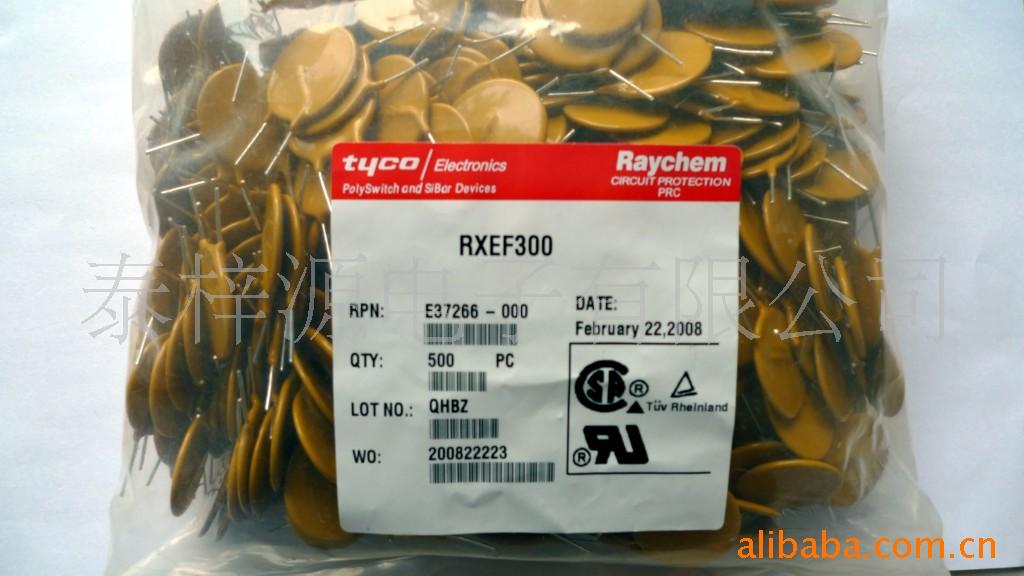 tyco / Electronics
PolySwitch and SiBar Devices
Raychem
CIRCUIT PROTECTION
PRC
RXEF300
RPN: E37266-000
QTY: 500 PC
LOT NO.: QHBZ
WO: 200822223
DATE:
February 22,2008
SA ®
TÜV Rheinland
® RU
泰梓源电子有限公司
alibaba.com.cn